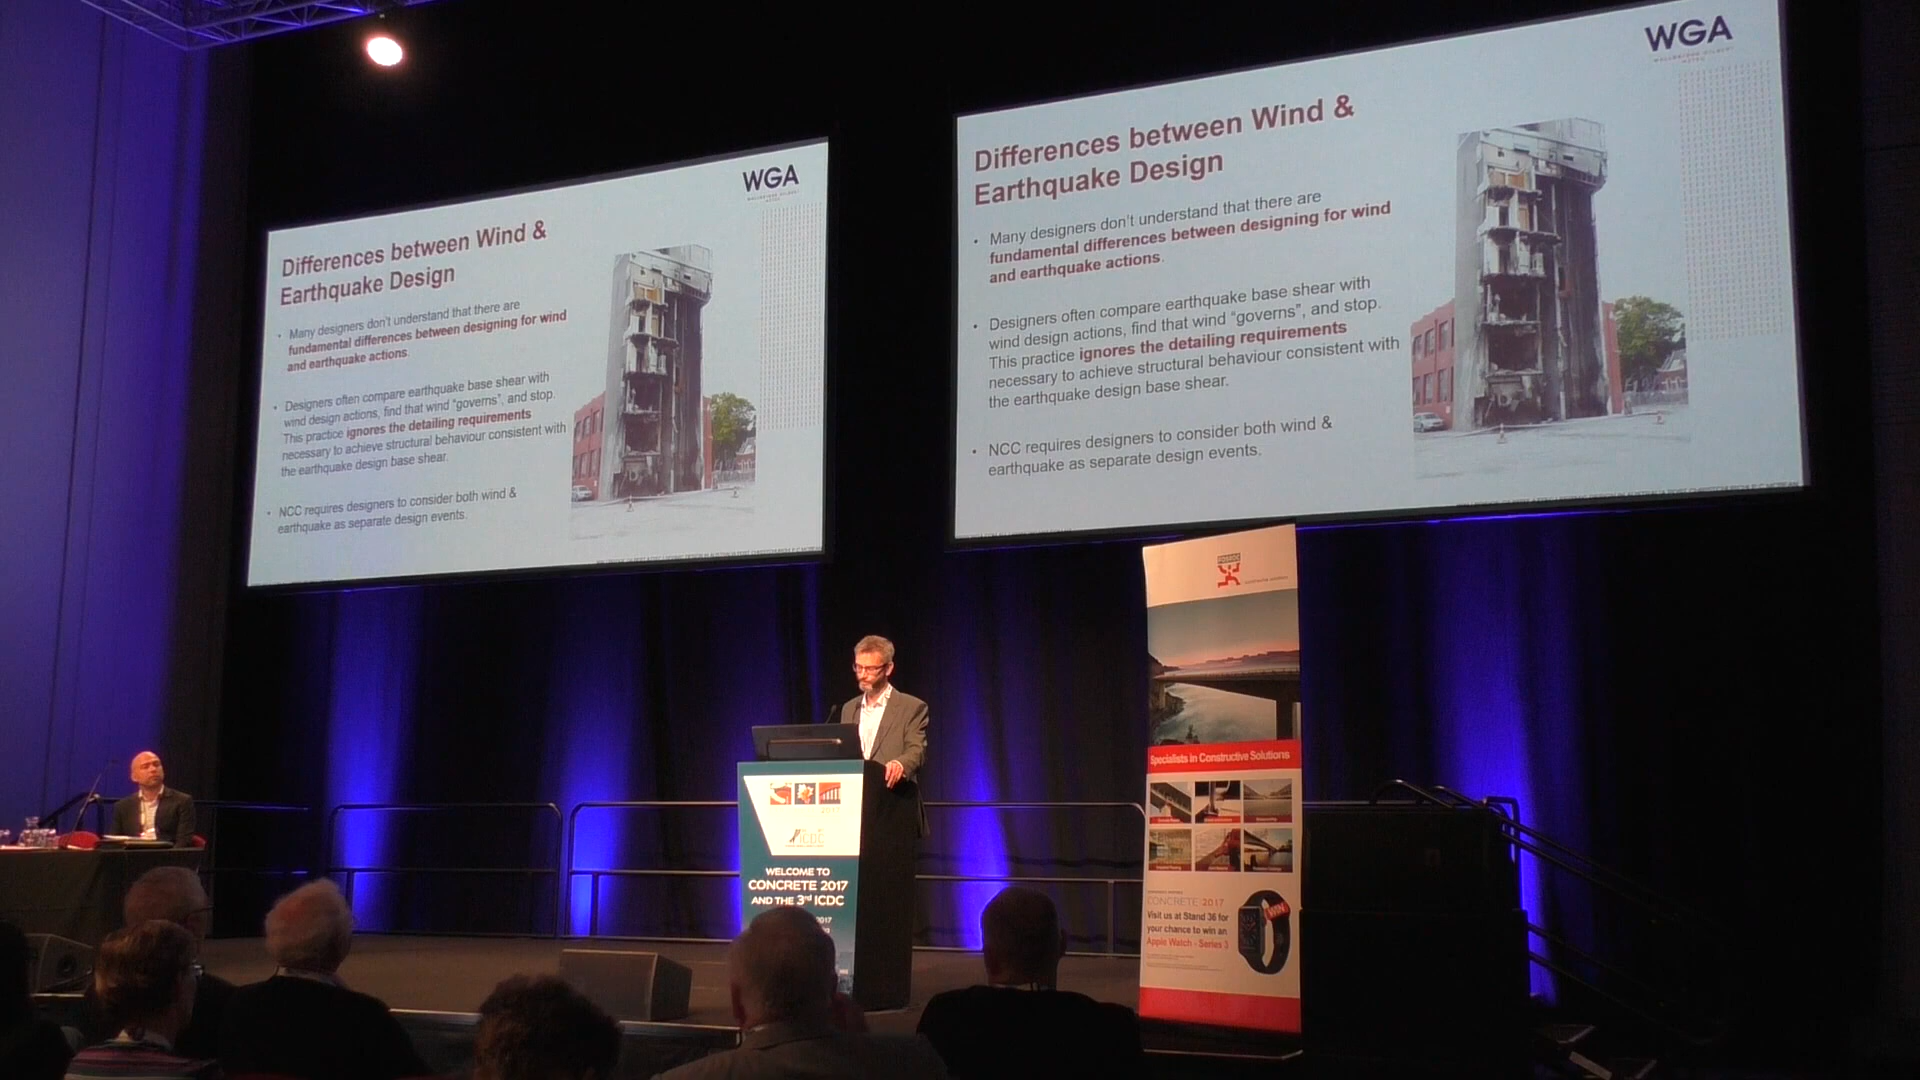 WGA
Differences between Wind &
Earthquake Design
• Many designers don't understand that there are
fundamental differences between designing for wind
and earthquake actions.
• Designers often compare earthquake base shear with
wind design actions, find that wind "governs", and stop.
This practice ignores the detailing requirements
necessary to achieve structural behaviour consistent with
the earthquake design base shear.
• NCC requires designers to consider both wind &
earthquake as separate design events.
WGA
Differences between Wind &
Earthquake Design
• Many designers don't understand that there are
fundamental differences between designing for wind
and earthquake actions.
• Designers often compare earthquake base shear with
wind design actions, find that wind "governs", and stop.
This practice ignores the detailing requirements
necessary to achieve structural behaviour consistent with
the earthquake design base shear.
• NCC requires designers to consider both wind &
earthquake as separate design events.
ICDC
WELCOME TO
CONCRETE 2017
AND THE 3rd ICDC
2017
FOSROC
constructive solutions
Specialists in Constructive Solutions
CONCRETE 2017
Visit us at Stand 36 for
your chance to win an
Apple Watch - Series 3
WIN